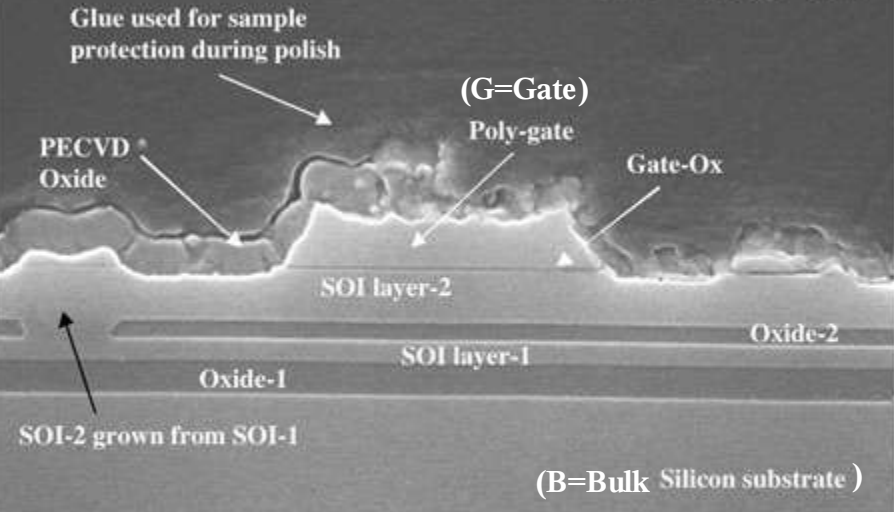 Glue used for sample
protection during polish
(G=Gate)
Poly-gate
PECVD
Oxide
Gate-Ox
SOI layer-2
Oxide-2
SOI layer-1
Oxide-1
SOI-2 grown from SOI-1
(B=Bulk Silicon substrate )